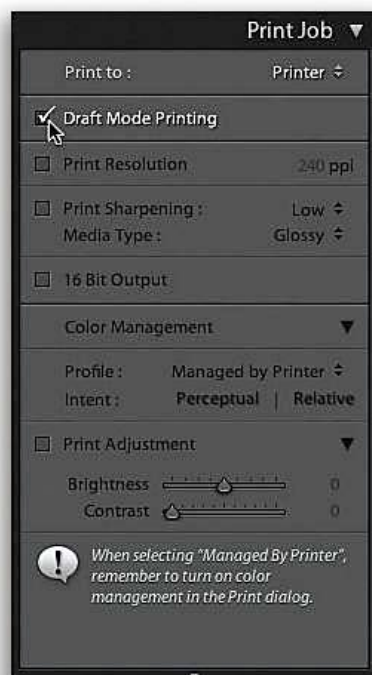 Print Job ▼
Print to : Printer
Draft Mode Printing
Print Resolution 240 ppi
Print Sharpening : Low
Media Type : Glossy
16 Bit Output
Color Management ▼
Profile : Managed by Printer
Intent : Perceptual | Relative
Print Adjustment ▼
Brightness 0
Contrast 0
When selecting "Managed By Printer",
remember to turn on color
management in the Print dialog.